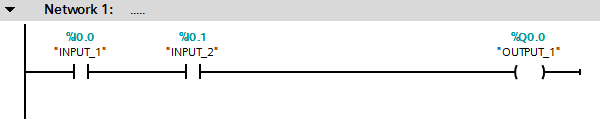 Network 1: .....
%I0.0 %I0.1 %Q0.0
"INPUT_1" "INPUT_2" "OUTPUT_1"